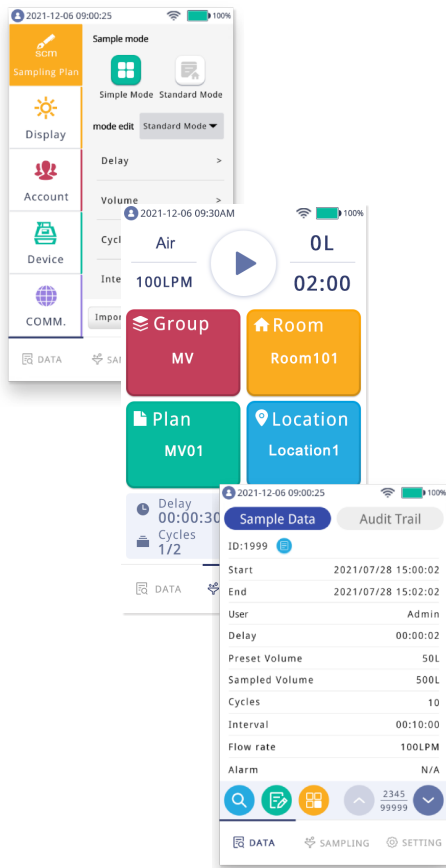 2021-12-06 09:00:25 100%
scm
Sampling Plan
Display
Account
Device
COMM.
Sample mode
Simple Mode Standard Mode
mode edit Standard Mode
Delay >
Volume >
DATA
2021-12-06 09:30AM 100%
Air 0L
100LPM 02:00
Group
MV
Room
Room101
Plan
MV01
Location
Location1
Delay
00:00:30
Cycles
1/2
DATA
2021-12-06 09:00:25 100%
Sample Data Audit Trail
ID:1999
Start 2021/07/28 15:00:02
End 2021/07/28 15:02:02
User Admin
Delay 00:00:02
Preset Volume 50L
Sampled Volume 500L
Cycles 10
Interval 00:10:00
Flow rate 100LPM
Alarm N/A
2345
99999
DATA SAMPLING SETTING